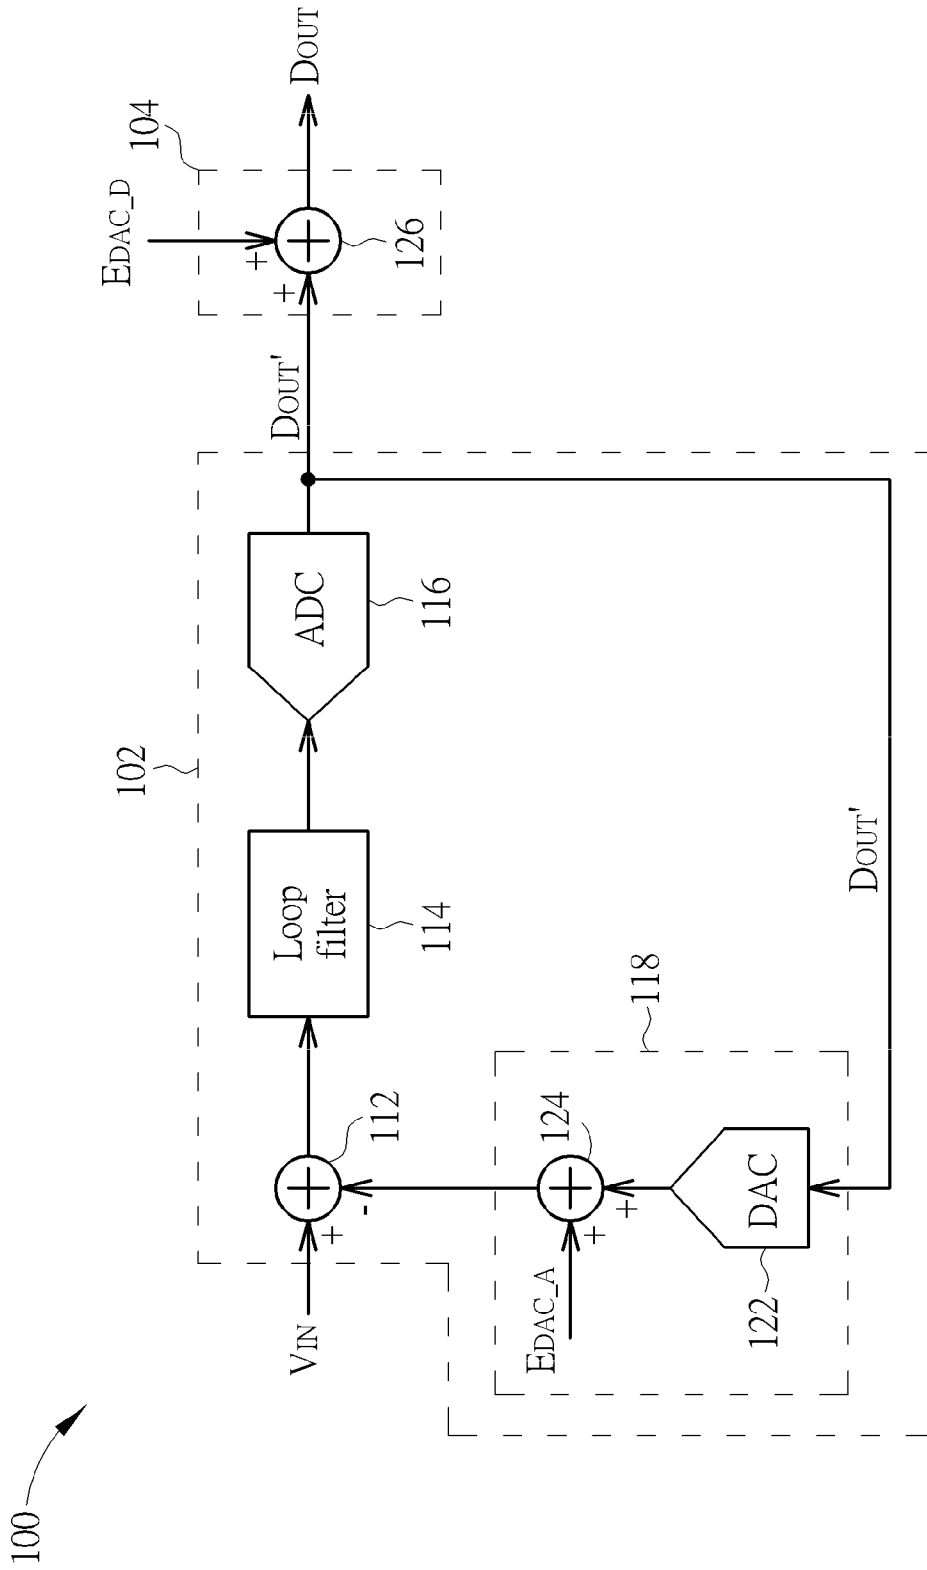 100
102
104
VIN
+
-
112
Loop
filter
114
ADC
116
DOUT'
EDAC_D
+
+
126
DOUT
118
EDAC_A
+
+
124
DAC
122
DOUT'